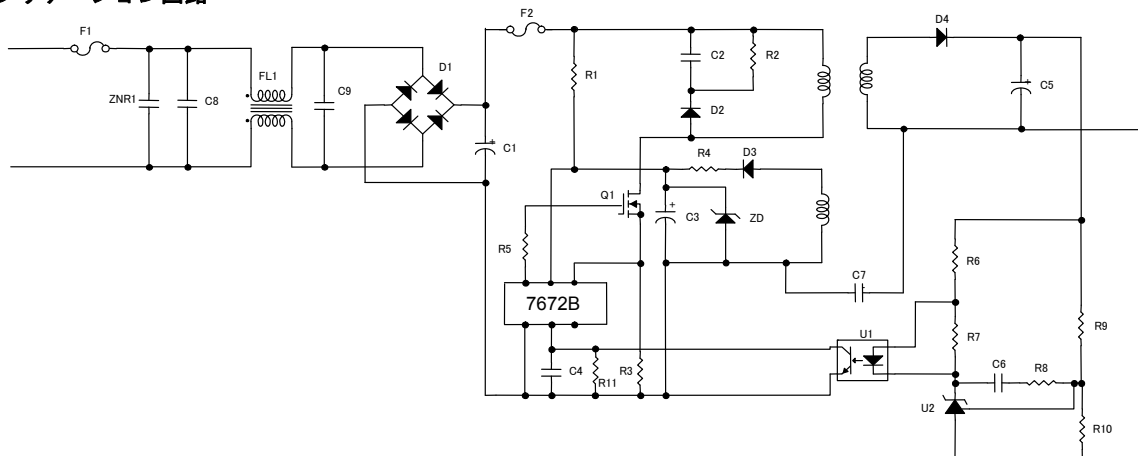 F1
F2
D4
FL1
D1
C2
R2
R1
ZNR1
C8
C9
C5
D2
C1
R4
D3
Q1
C3
ZD
R5
R6
C7
7672B
U1
R7
R9
C4
R11
R3
C6
R8
U2
R10